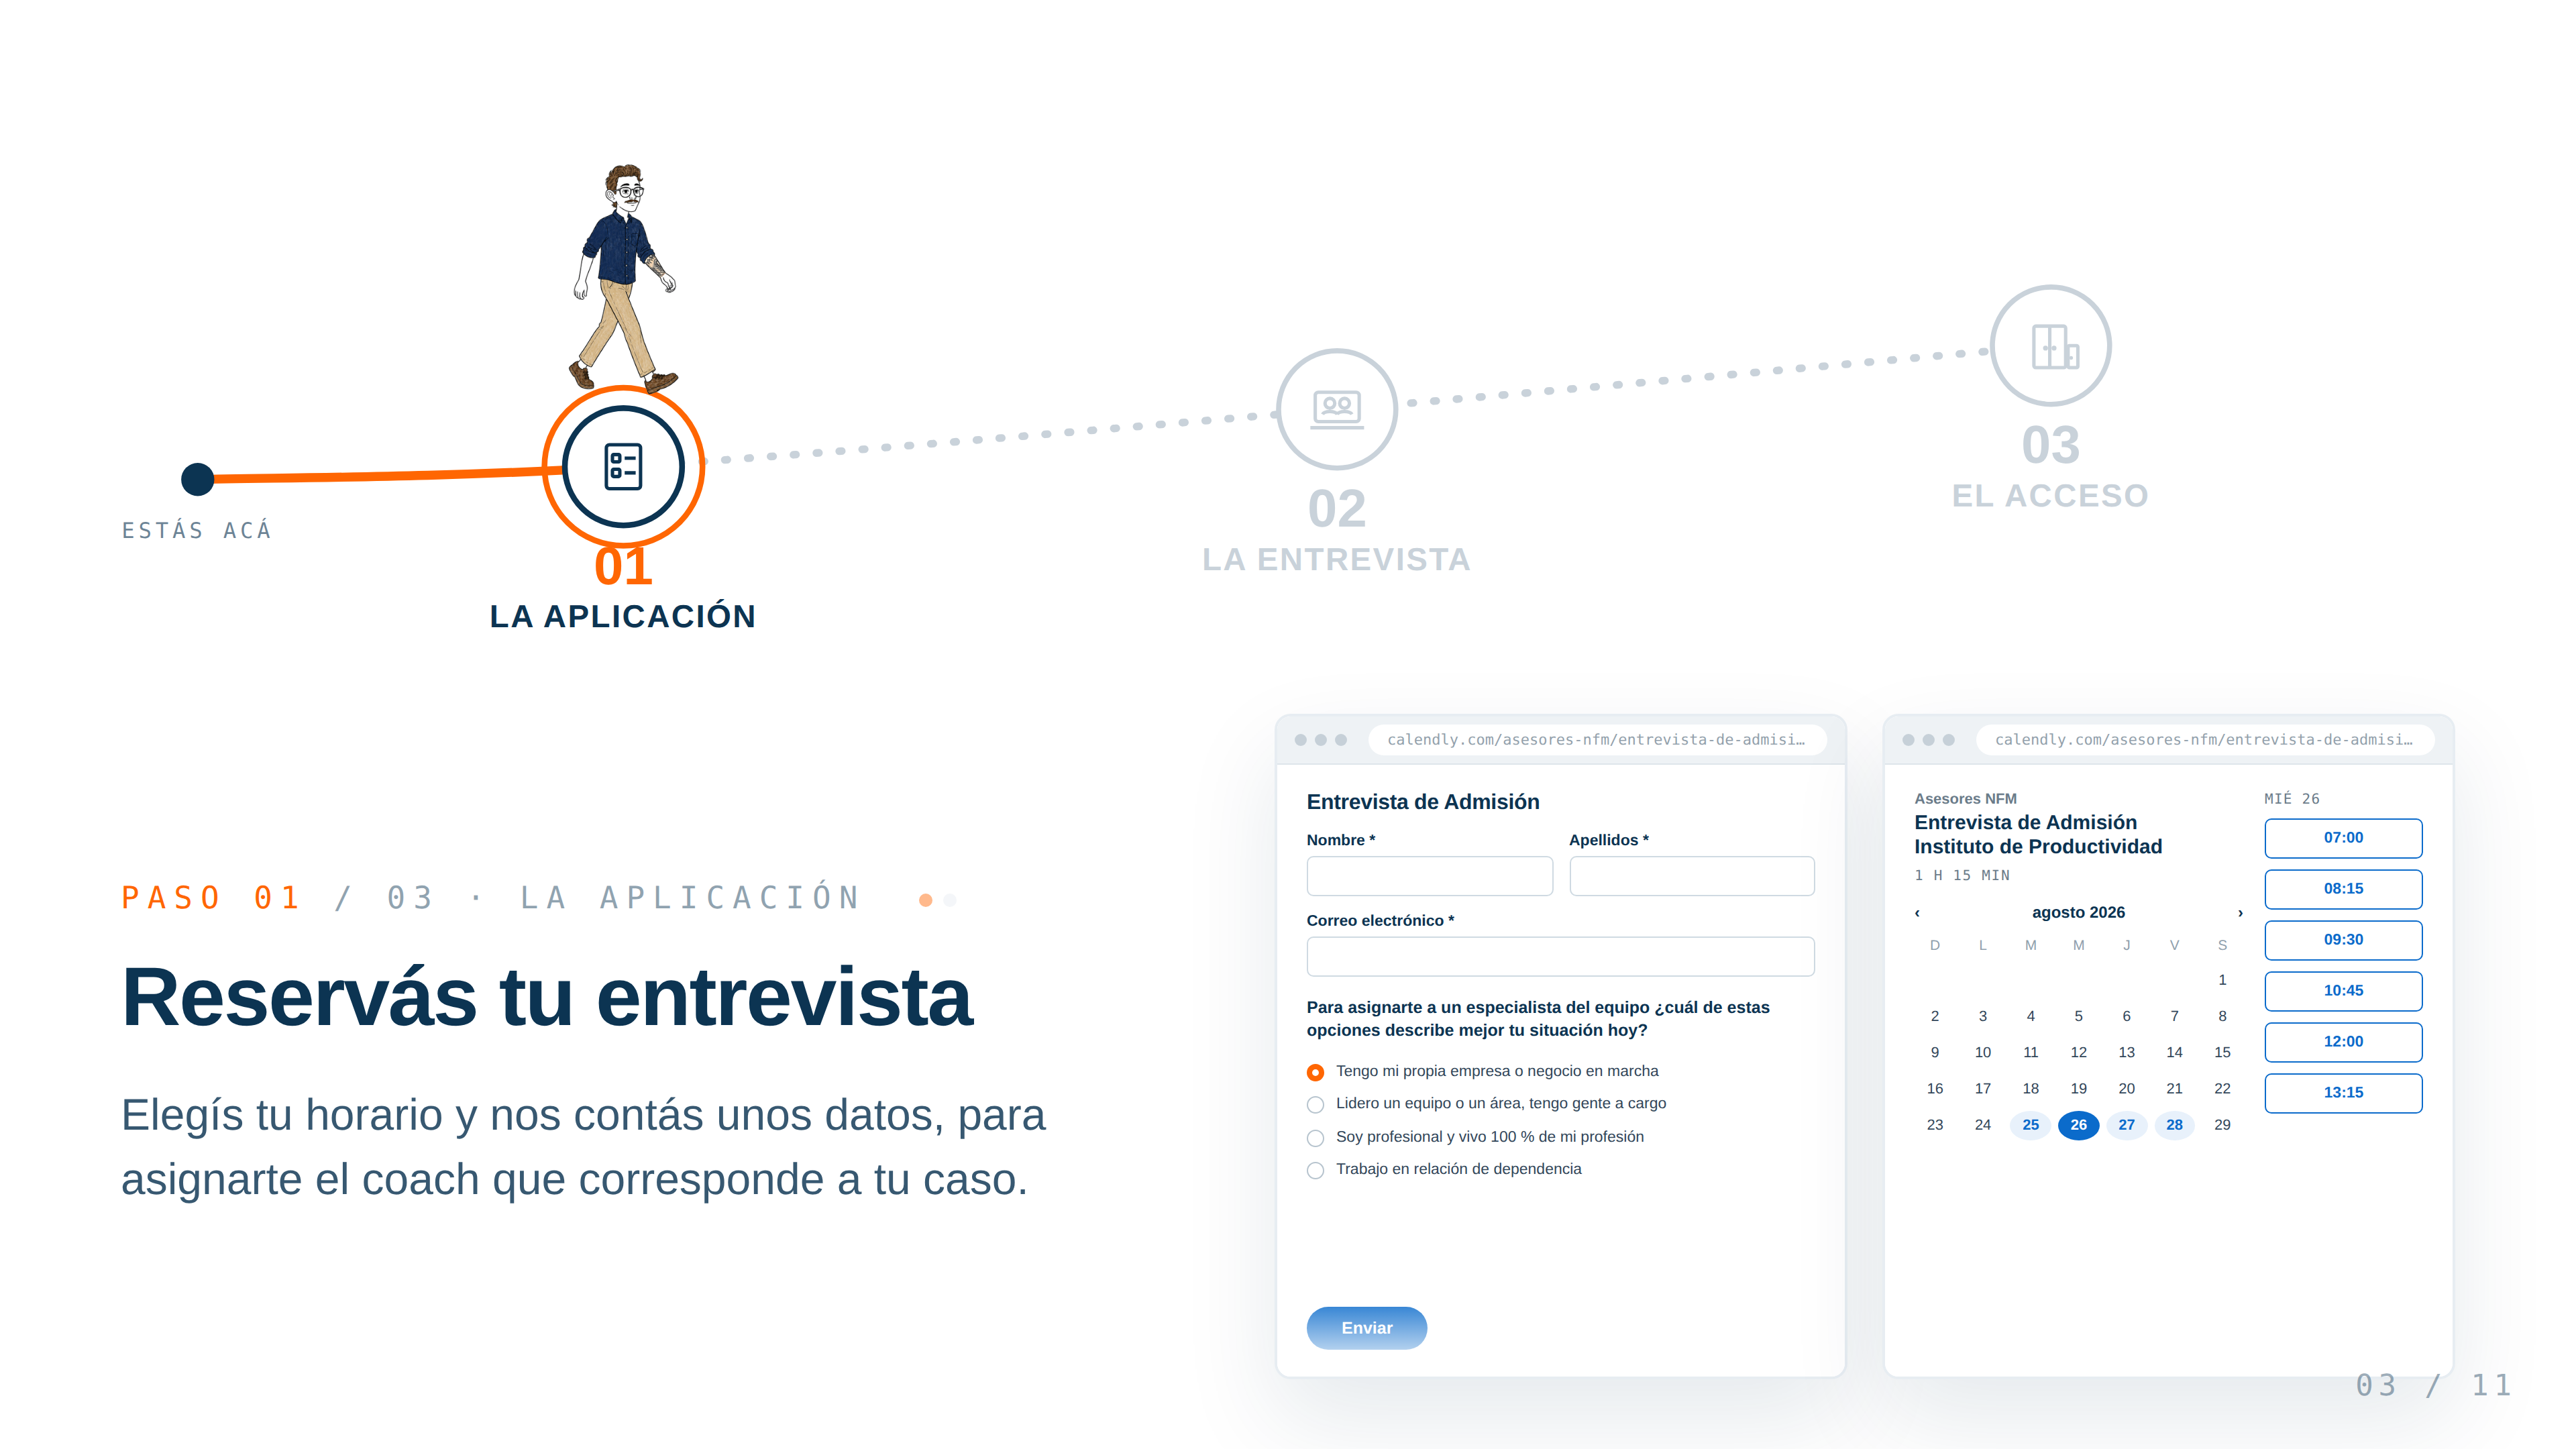 ESTÁS ACÁ
01
LA APLICACIÓN
02
LA ENTREVISTA
03
EL ACCESO
PASO 01 / 03 · LA APLICACIÓN
Reservás tu entrevista
Elegís tu horario y nos contás unos datos, para
asignarte el coach que corresponde a tu caso.
calendly.com/asesores-nfm/entrevista-de-admisi…
Entrevista de Admisión
Nombre *
Apellidos *
Correo electrónico *
Para asignarte a un especialista del equipo ¿cuál de estas
opciones describe mejor tu situación hoy?
Tengo mi propia empresa o negocio en marcha
Lidero un equipo o un área, tengo gente a cargo
Soy profesional y vivo 100 % de mi profesión
Trabajo en relación de dependencia
Enviar
calendly.com/asesores-nfm/entrevista-de-admisi…
Asesores NFM
Entrevista de Admisión
Instituto de Productividad
1 H 15 MIN
‹ agosto 2026 ›
D L M M J V S
1
2 3 4 5 6 7 8
9 10 11 12 13 14 15
16 17 18 19 20 21 22
23 24 25 26 27 28 29
MIÉ 26
07:00
08:15
09:30
10:45
12:00
13:15
03 / 11